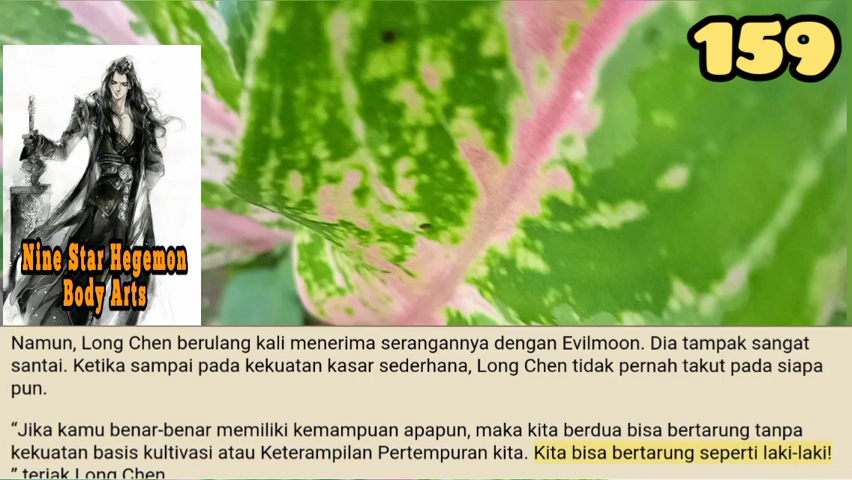 159
Nine Star Hegemon
Body Arts
Namun, Long Chen berulang kali menerima serangannya dengan Evilmoon. Dia tampak sangat
santai. Ketika sampai pada kekuatan kasar sederhana, Long Chen tidak pernah takut pada siapa
pun.
“Jika kamu benar-benar memiliki kemampuan apapun, maka kita berdua bisa bertarung tanpa
kekuatan basis kultivasi atau Keterampilan Pertempuran kita. Kita bisa bertarung seperti laki-laki!
” teriak Long Chen